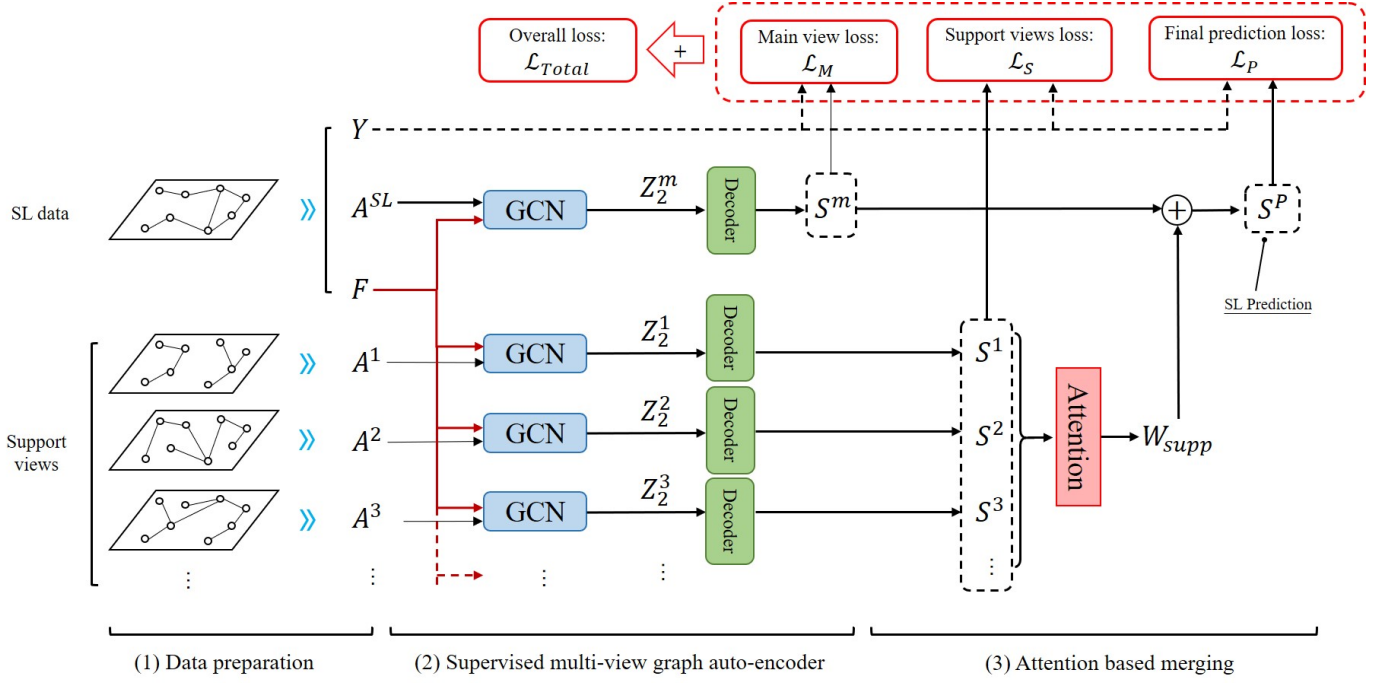 Overall loss:
ℒ_Total
+
Main view loss:
ℒ_M
Support views loss:
ℒ_S
Final prediction loss:
ℒ_P
Y
SL data
»
A^SL
GCN
Z_2^m
Decoder
S^m
+
S^P
F
SL Prediction
Support
views
»
A^1
GCN
Z_2^1
Decoder
S^1
»
A^2
GCN
Z_2^2
Decoder
S^2
Attention
W_supp
»
A^3
GCN
Z_2^3
Decoder
S^3
⋮ ⋮ ⋮ ⋮ ⋮
(1) Data preparation
(2) Supervised multi-view graph auto-encoder
(3) Attention based merging